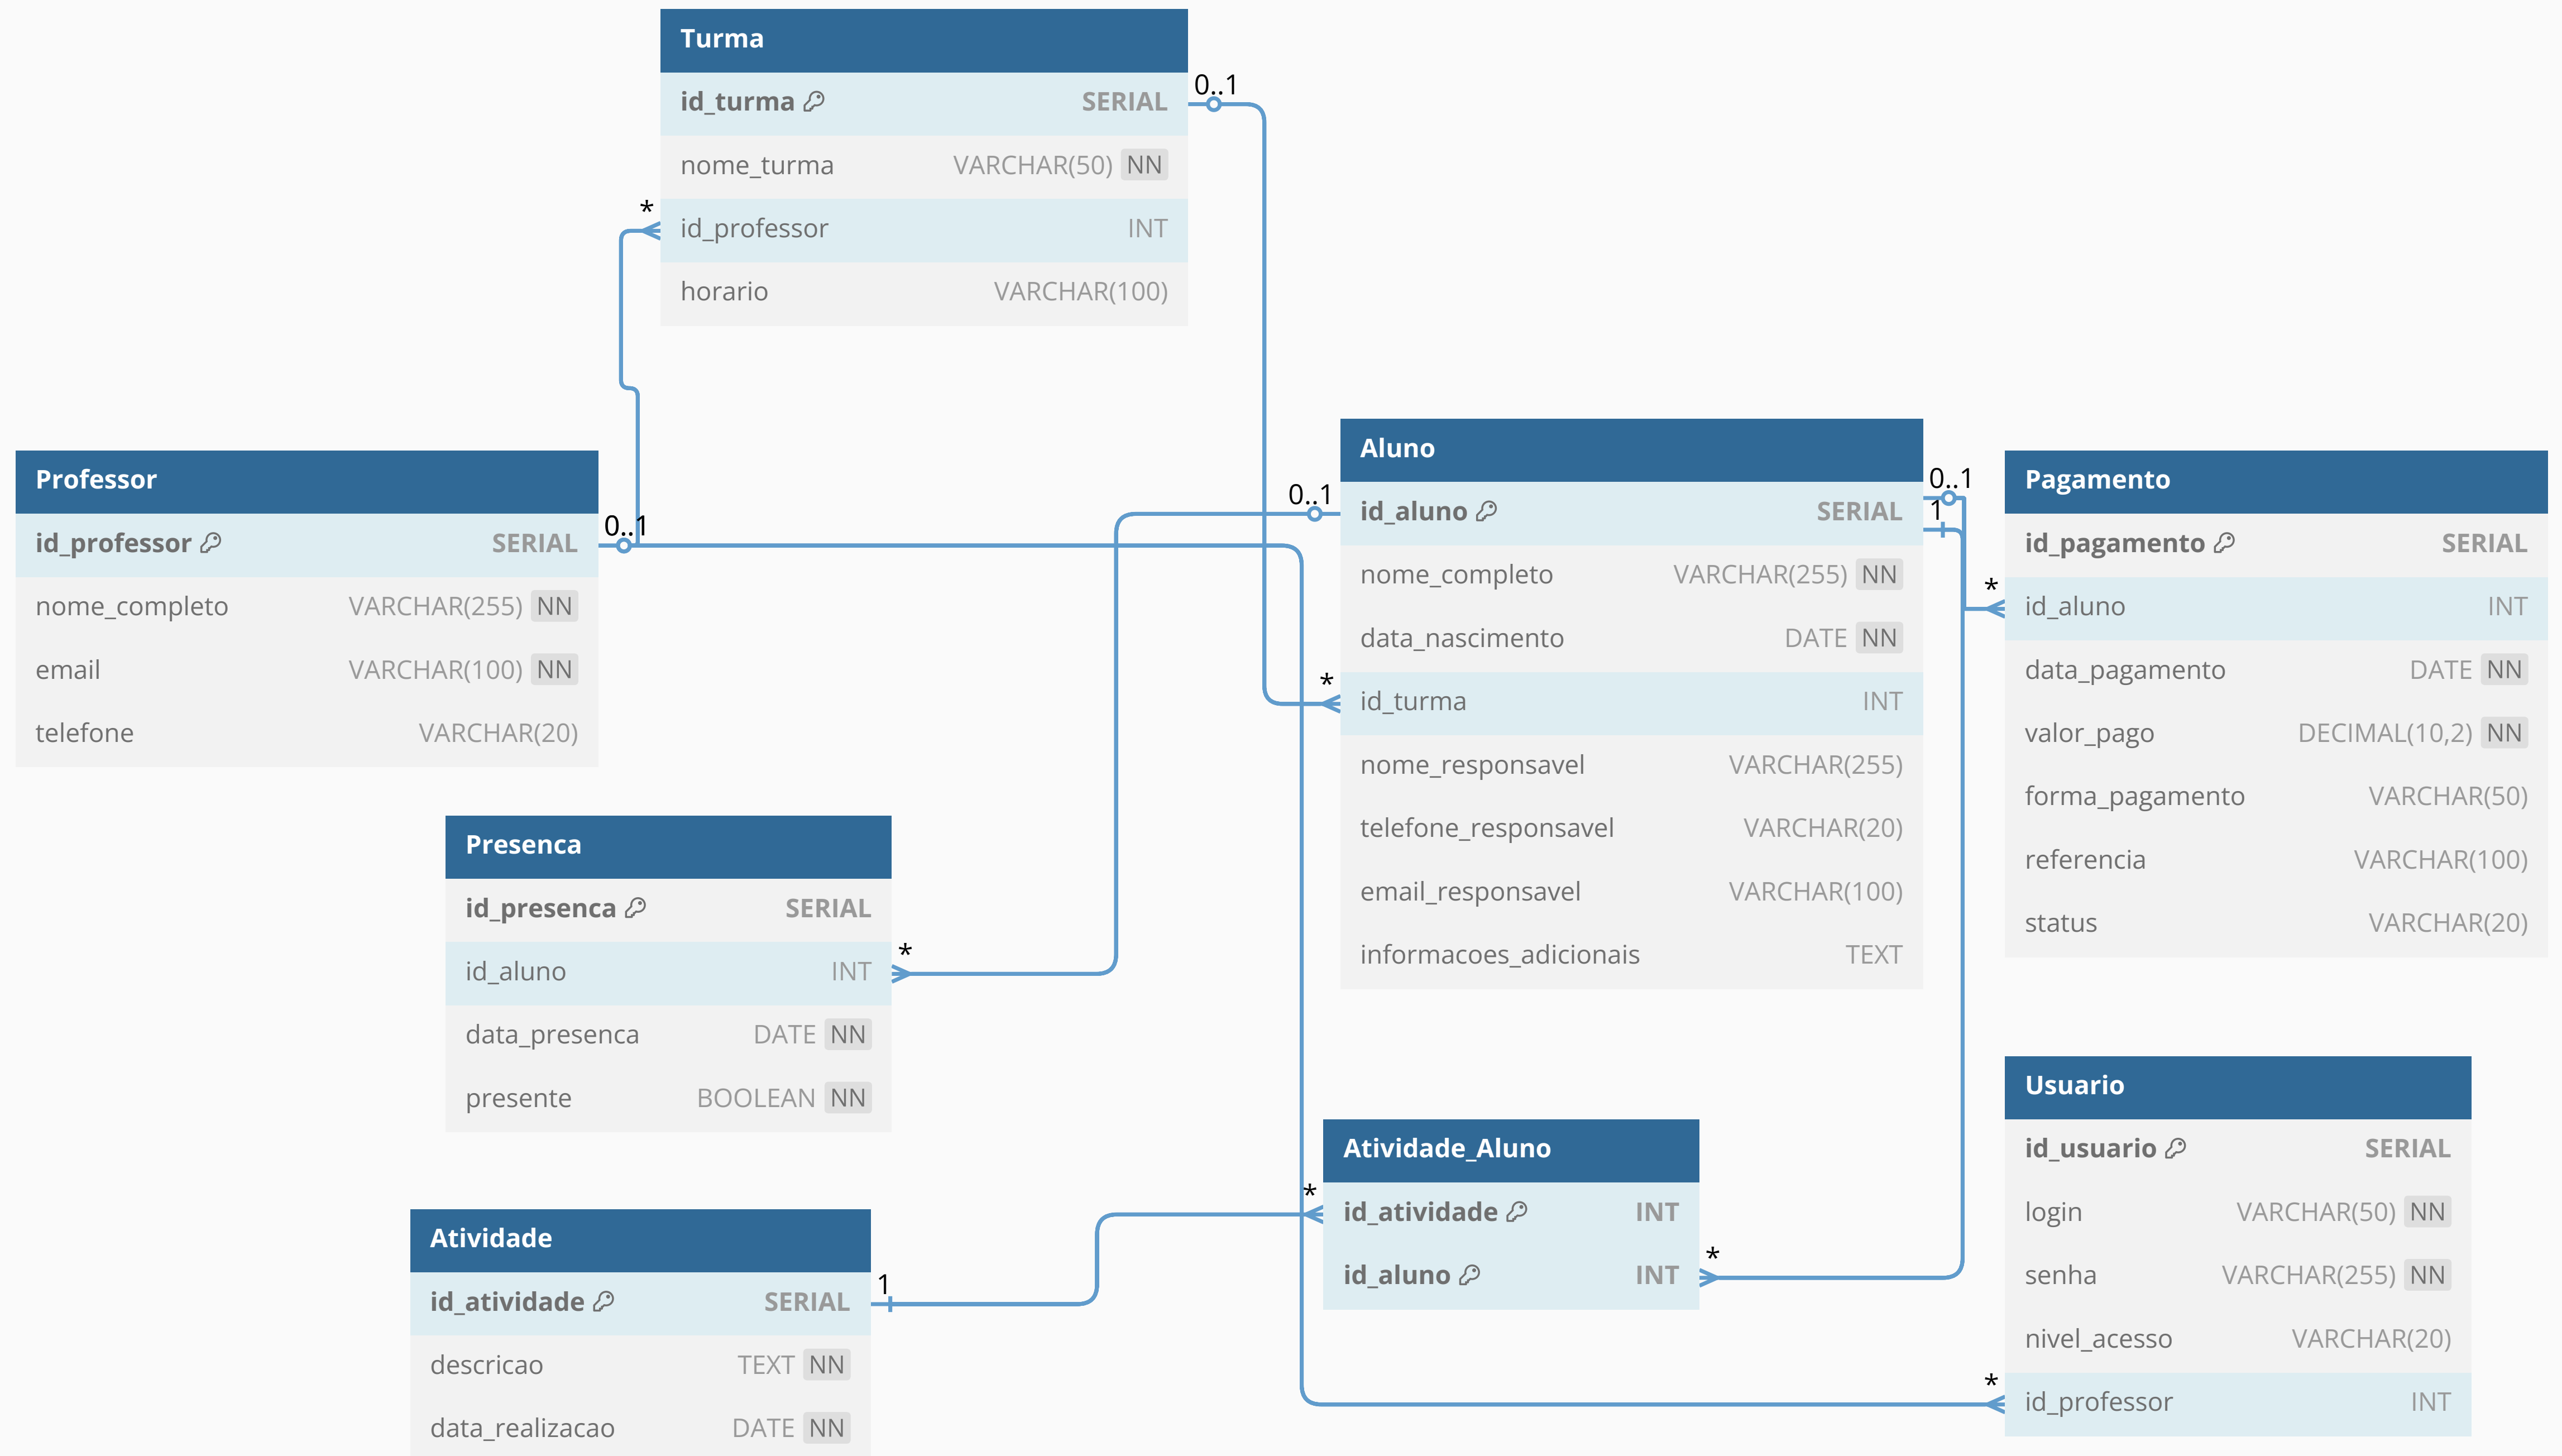 Turma
id_turma SERIAL
nome_turma VARCHAR(50) NN
id_professor INT
horario VARCHAR(100)
0..1
*
Professor
id_professor SERIAL
nome_completo VARCHAR(255) NN
email VARCHAR(100) NN
telefone VARCHAR(20)
0..1
Aluno
id_aluno SERIAL
nome_completo VARCHAR(255) NN
data_nascimento DATE NN
id_turma INT
nome_responsavel VARCHAR(255)
telefone_responsavel VARCHAR(20)
email_responsavel VARCHAR(100)
informacoes_adicionais TEXT
0..1
*
0..1
1
Pagamento
id_pagamento SERIAL
id_aluno INT
data_pagamento DATE NN
valor_pago DECIMAL(10,2) NN
forma_pagamento VARCHAR(50)
referencia VARCHAR(100)
status VARCHAR(20)
*
Presenca
id_presenca SERIAL
id_aluno INT
data_presenca DATE NN
presente BOOLEAN NN
*
Atividade_Aluno
id_atividade INT
id_aluno INT
*
*
Usuario
id_usuario SERIAL
login VARCHAR(50) NN
senha VARCHAR(255) NN
nivel_acesso VARCHAR(20)
id_professor INT
*
Atividade
id_atividade SERIAL
descricao TEXT NN
data_realizacao DATE NN
1